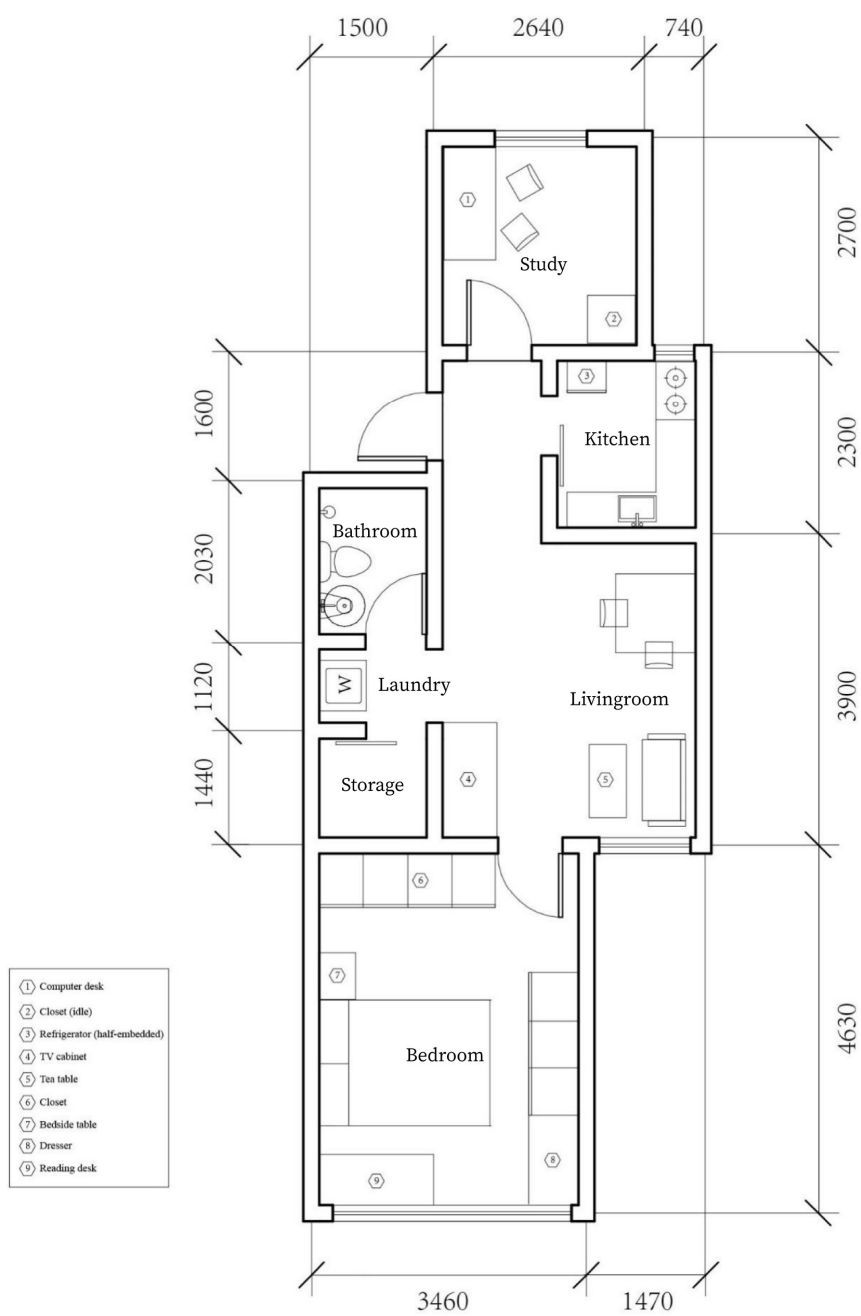 1500 2640 740
2700
1
Study
2
1600
3
Kitchen
2300
2030
Bathroom
1120
W
Laundry
Livingroom
3900
1440
Storage
4
5
6
7
Bedroom
4630
8
9
1 Computer desk
2 Closet (idle)
3 Refrigerator (half-embedded)
4 TV cabinet
5 Tea table
6 Closet
7 Bedside table
8 Dresser
9 Reading desk
3460 1470